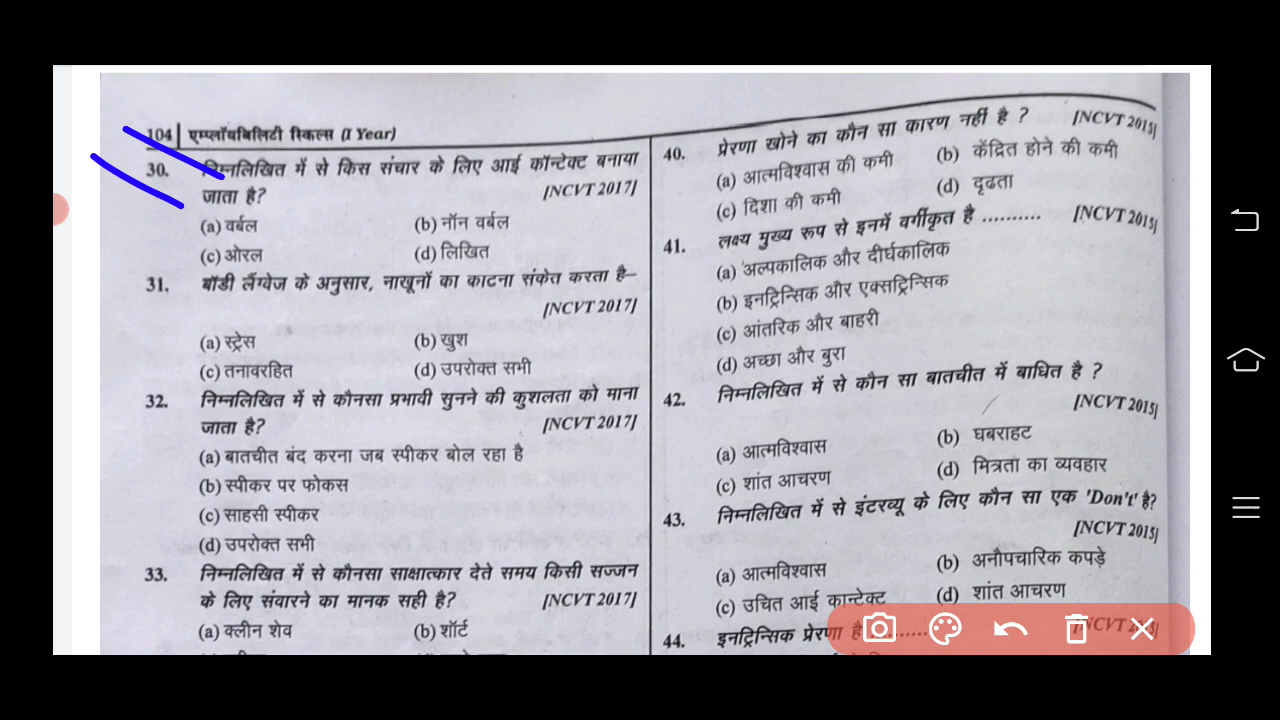 104 एम्प्लॉयबिलिटी स्किल्स (I Year)
30. निम्नलिखित में से किस संचार के लिए आई कॉन्टेक्ट बनाया
जाता है? [NCVT 2017]
(a) वर्बल (b) नॉन वर्बल
(c) ओरल (d) लिखित
31. बॉडी लैंग्वेज के अनुसार, नाखूनों का काटना संकेत करता है–
[NCVT 2017]
(a) स्ट्रेस (b) खुश
(c) तनावरहित (d) उपरोक्त सभी
32. निम्नलिखित में से कौनसा प्रभावी सुनने की कुशलता को माना
जाता है? [NCVT 2017]
(a) बातचीत बंद करना जब स्पीकर बोल रहा है
(b) स्पीकर पर फोकस
(c) साहसी स्पीकर
(d) उपरोक्त सभी
33. निम्नलिखित में से कौनसा साक्षात्कार देते समय किसी सज्जन
के लिए संवारने का मानक सही है? [NCVT 2017]
(a) क्लीन शेव (b) शॉर्ट
40. प्रेरणा खोने का कौन सा कारण नहीं है ? [NCVT 2015]
(a) आत्मविश्वास की कमी (b) केंद्रित होने की कमी
(c) दिशा की कमी (d) दृढता
41. लक्ष्य मुख्य रूप से इनमें वर्गीकृत है .......... [NCVT 2015]
(a) अल्पकालिक और दीर्घकालिक
(b) इनट्रिन्सिक और एक्सट्रिन्सिक
(c) आंतरिक और बाहरी
(d) अच्छा और बुरा
42. निम्नलिखित में से कौन सा बातचीत में बाधित है ?
[NCVT 2015]
(a) आत्मविश्वास (b) घबराहट
(c) शांत आचरण (d) मित्रता का व्यवहार
43. निम्नलिखित में से इंटरव्यू के लिए कौन सा एक 'Don't' है?
[NCVT 2015]
(a) आत्मविश्वास (b) अनौपचारिक कपड़े
(c) उचित आई कान्टेक्ट (d) शांत आचरण
44. इनट्रिन्सिक प्रेरणा है .......... [NCVT 2015]